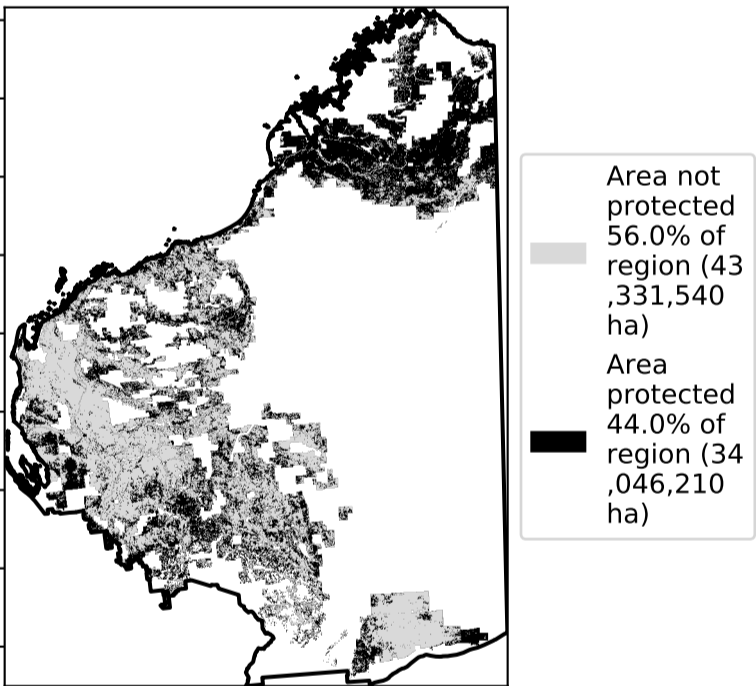 Area not
protected
56.0% of
region (43
,331,540
ha)
Area
protected
44.0% of
region (34
,046,210
ha)